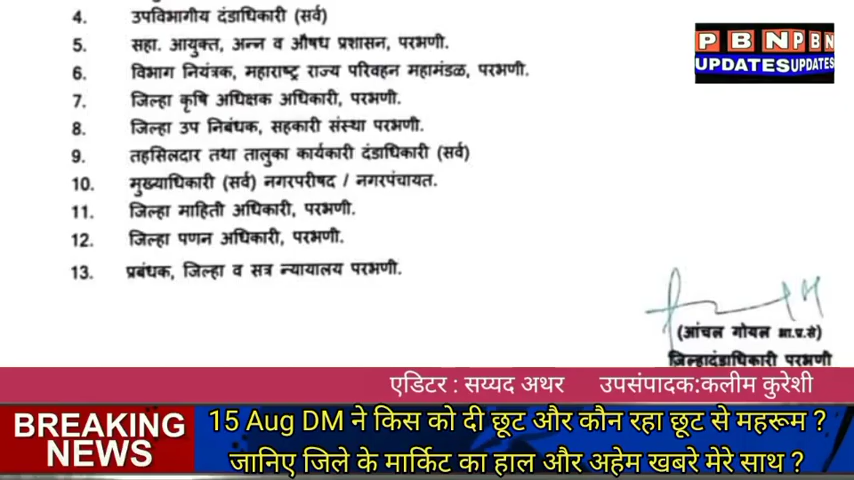 4. उपविभागीय दंडाधिकारी (सर्व)
5. सहा. आयुक्त, अन्न व औषध प्रशासन, परभणी.
6. विभाग नियंत्रक, महाराष्ट्र राज्य परिवहन महामंडळ, परभणी.
7. जिल्हा कृषि अधिक्षक अधिकारी, परभणी.
8. जिल्हा उप निबंधक, सहकारी संस्था परभणी.
9. तहसिलदार तथा तालुका कार्यकारी दंडाधिकारी (सर्व)
10. मुख्याधिकारी (सर्व) नगरपरीषद / नगरपंचायत.
11. जिल्हा माहिती अधिकारी, परभणी.
12. जिल्हा पणन अधिकारी, परभणी.
13. प्रबंधक, जिल्हा व सत्र न्यायालय परभणी.
PBN PBN
UPDATES UPDATES
(आंचल गोयल भा.प.से)
जिल्हादंडाधिकारी परभणी
एडिटर : सय्यद अथर उपसंपादक:कलीम कुरेशी
BREAKING
NEWS
15 Aug DM ने किस को दी छूट और कौन रहा छूट से महरूम ?
जानिए जिले के मार्किट का हाल और अहेम खबरे मेरे साथ ?